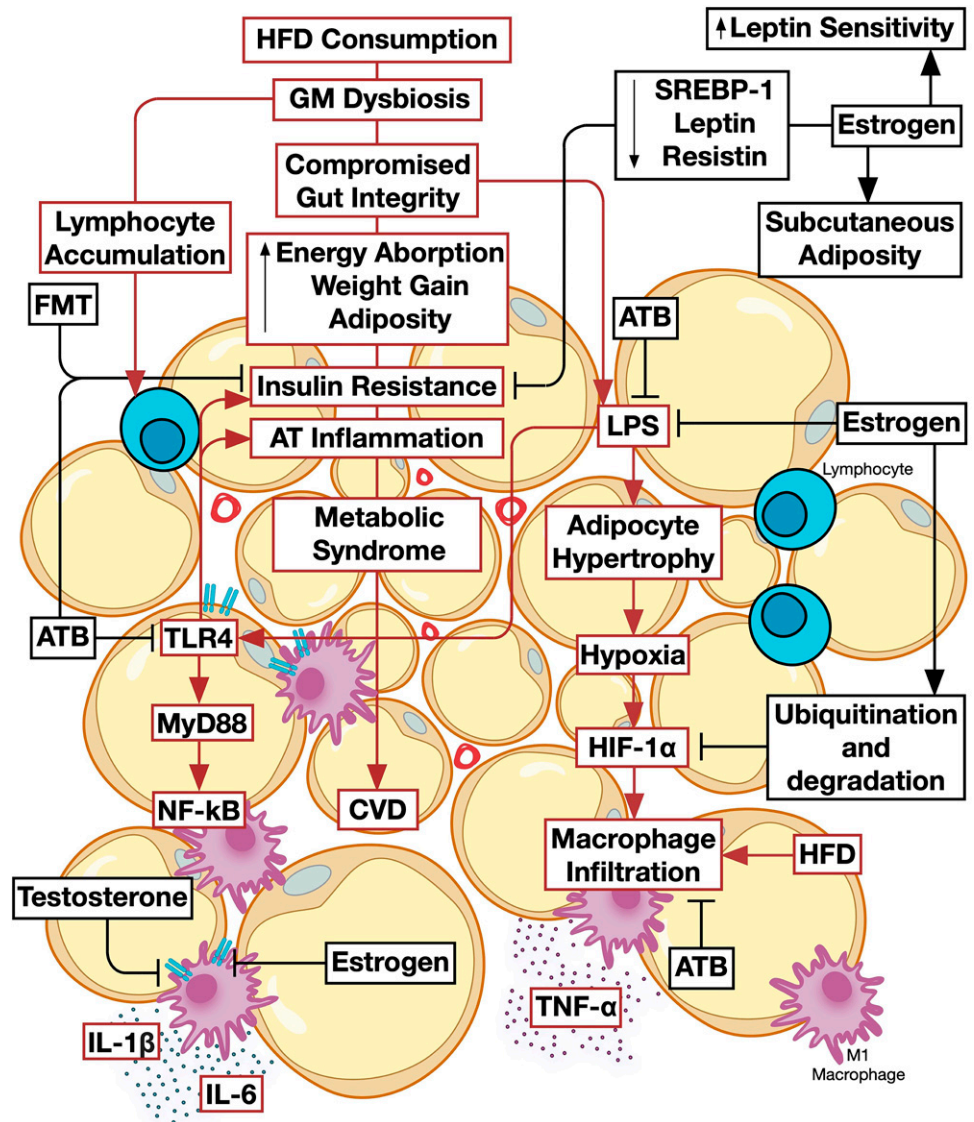 HFD Consumption
↑Leptin Sensitivity
GM Dysbiosis
SREBP-1
Leptin
Resistin
Estrogen
Compromised
Gut Integrity
Lymphocyte
Accumulation
Subcutaneous
Adiposity
Energy Aborption
Weight Gain
Adiposity
FMT
ATB
Insulin Resistance
LPS
Estrogen
AT Inflammation
Lymphocyte
Metabolic
Syndrome
Adipocyte
Hypertrophy
ATB
TLR4
Hypoxia
MyD88
HIF-1α
Ubiquitination
and
degradation
NF-kB
CVD
Macrophage
Infiltration
HFD
Testosterone
Estrogen
ATB
TNF-α
IL-1β
IL-6
M1
Macrophage